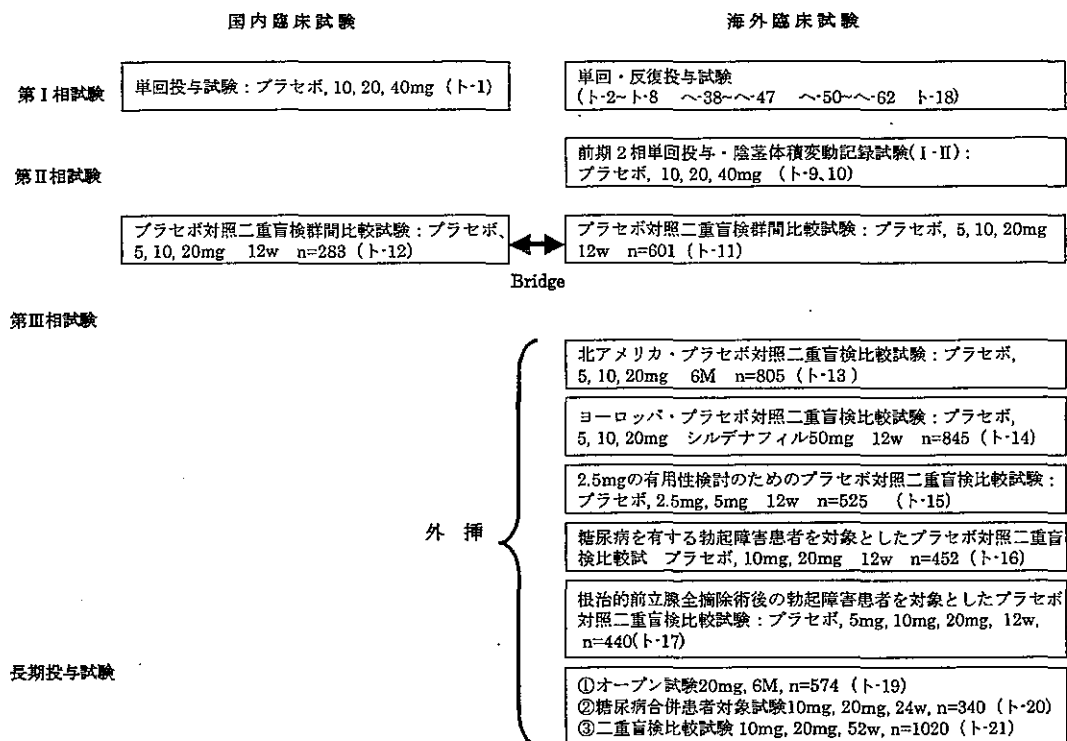 国内臨床試験
海外臨床試験
第Ⅰ相試験
単回投与試験：プラセボ, 10, 20, 40mg（ト-1）
単回・反復投与試験
（ト-2～ト-8　ヘ-38～ヘ-47　ヘ-50～ヘ-62　ト-18）
第Ⅱ相試験
前期２相単回投与・陰茎体積変動記録試験(Ⅰ-Ⅱ)：
プラセボ, 10, 20, 40mg （ト-9、10）
プラセボ対照二重盲検群間比較試験：プラセボ、
5, 10, 20mg　12w　n=283（ト-12）
Bridge
プラセボ対照二重盲検群間比較試験：プラセボ, 5, 10, 20mg
12w　n=601（ト-11）
第Ⅲ相試験
北アメリカ・プラセボ対照二重盲検比較試験：プラセボ,
5, 10, 20mg　6M　n=805（ト-13）
ヨーロッパ・プラセボ対照二重盲検比較試験：プラセボ,
5, 10, 20mg　シルデナフィル50mg　12w　n=845（ト-14）
2.5mgの有用性検討のためのプラセボ対照二重盲検比較試験：
プラセボ, 2.5mg, 5mg　12w　n=525　（ト-15）
外挿
糖尿病を有する勃起障害患者を対象としたプラセボ対照二重盲
検比較試　プラセボ, 10mg, 20mg　12w　n=452（ト-16）
根治的前立腺全摘除術後の勃起障害患者を対象としたプラセボ
対照二重盲検比較試験：プラセボ, 5mg, 10mg, 20mg, 12w,
n=440(ト-17)
長期投与試験
①オープン試験20mg, 6M, n=574（ト-19）
②糖尿病合併患者対象試験10mg, 20mg, 24w, n=340（ト-20）
③二重盲検比較試験 10mg, 20mg, 52w, n=1020（ト-21）